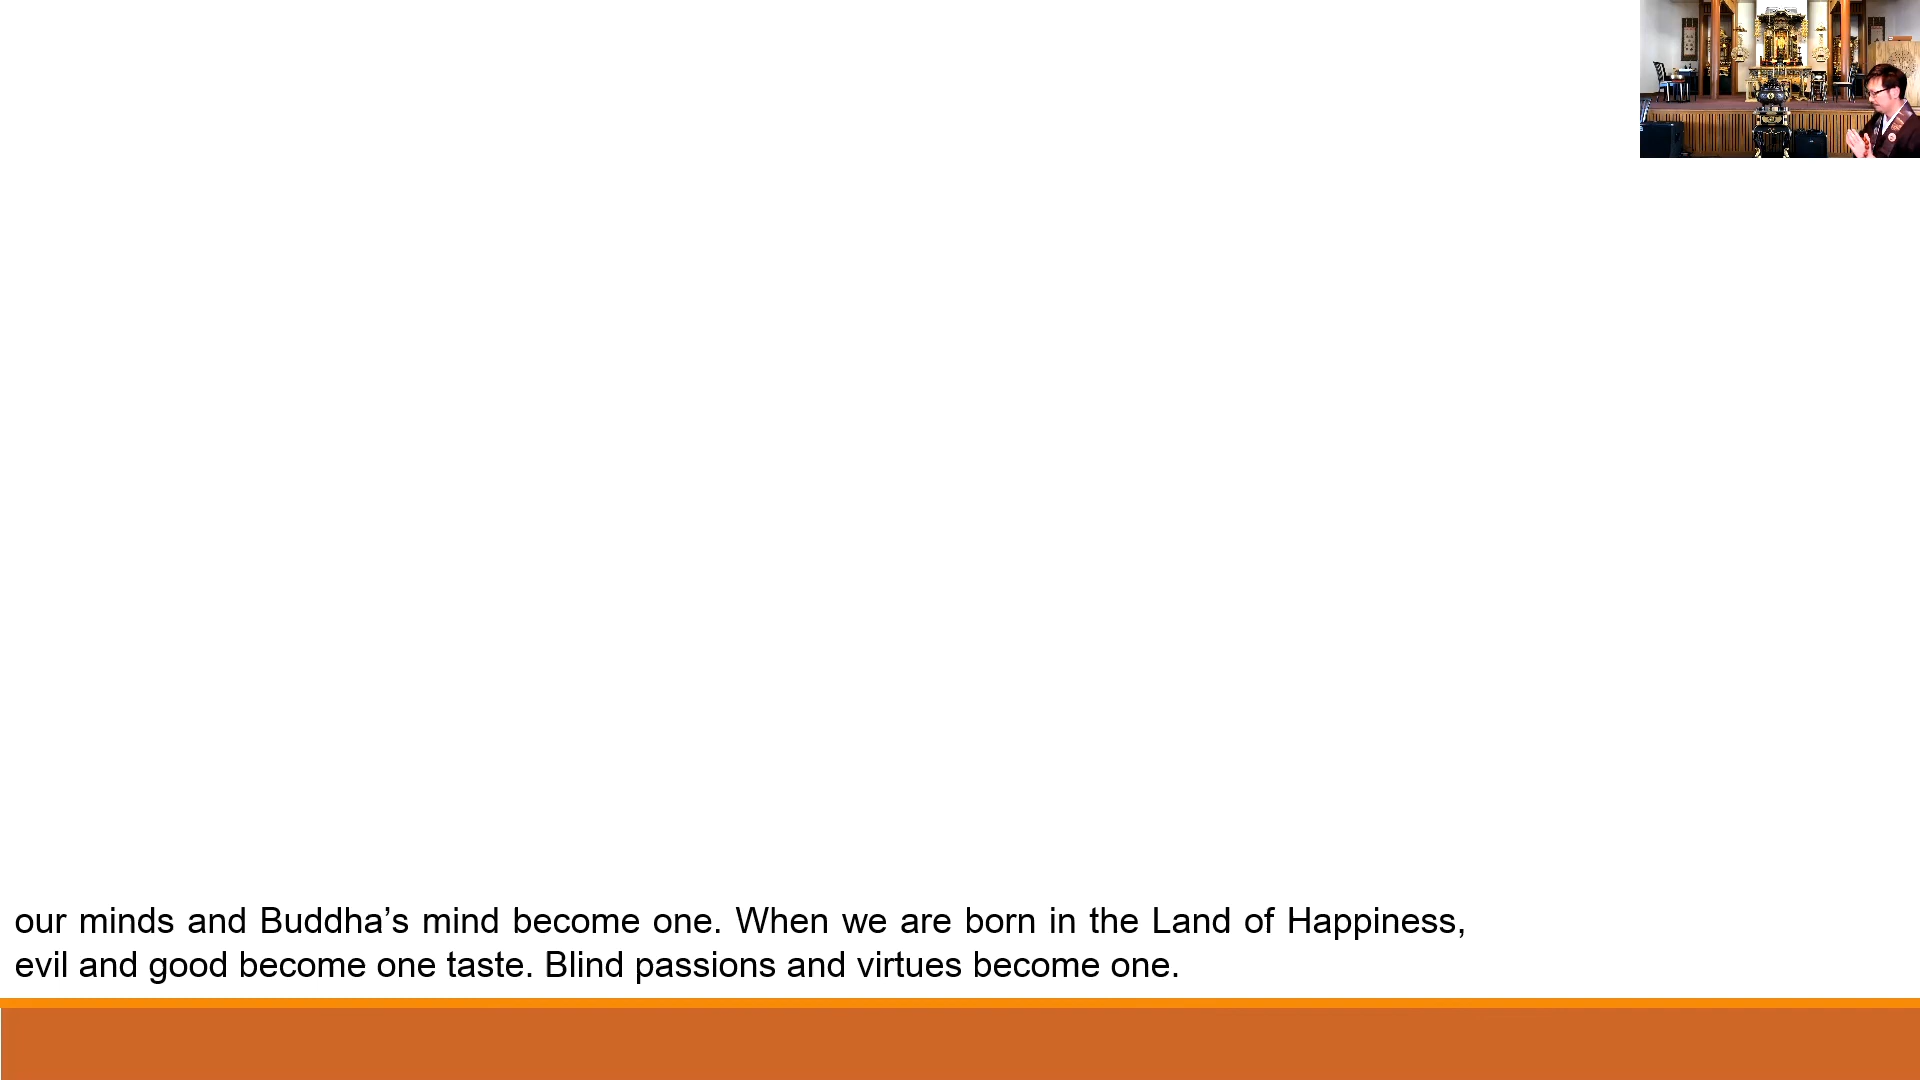 our minds and Buddha’s mind become one. When we are born in the Land of Happiness,
evil and good become one taste. Blind passions and virtues become one.